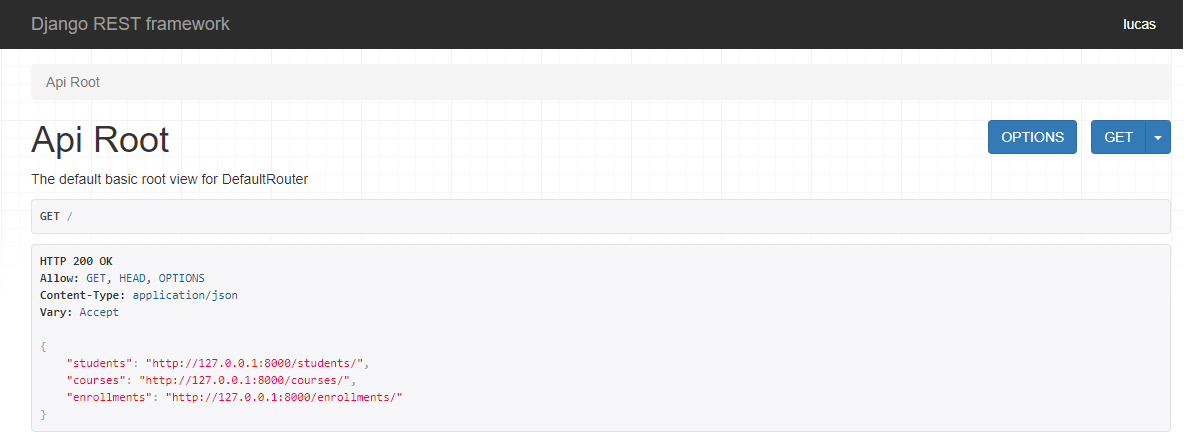 Django REST framework
lucas
Api Root
Api Root
OPTIONS
GET
The default basic root view for DefaultRouter
GET /
HTTP 200 OK
Allow: GET, HEAD, OPTIONS
Content-Type: application/json
Vary: Accept
{
    "students": "http://127.0.0.1:8000/students/",
    "courses": "http://127.0.0.1:8000/courses/",
    "enrollments": "http://127.0.0.1:8000/enrollments/"
}